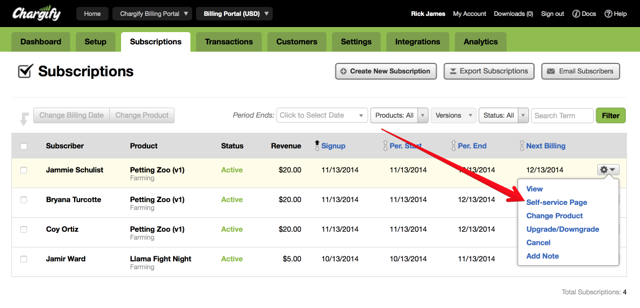 Chargify
Home
Chargify Billing Portal
Billing Portal (USD)
Rick James
My Account
Downloads (0)
Sign out
Docs
Help
Dashboard
Setup
Subscriptions
Transactions
Customers
Settings
Integrations
Analytics
Subscriptions
Create New Subscription
Export Subscriptions
Email Subscribers
Change Billing Date
Change Product
Period Ends:
Click to Select Date
Products: All
Versions
Status: All
Search Term
Filter
Subscriber Product Status Revenue Signup Per. Start Per. End Next Billing
Jammie Schulist Petting Zoo (v1) Active $20.00 11/13/2014 11/13/2014 12/13/2014
Farming
Bryana Turcotte Petting Zoo (v1) Active $20.00 11/13/2014 11/13/2014 12/13/2014
Farming
Coy Ortiz Petting Zoo (v1) Active $20.00 11/13/2014 11/13/2014 12/13/2014
Farming
Jamir Ward Llama Fight Night Active $5.00 10/13/2014 10/13/2014 11/13/2014
Farming
View
Self-service Page
Change Product
Upgrade/Downgrade
Cancel
Add Note
Total Subscriptions: 4